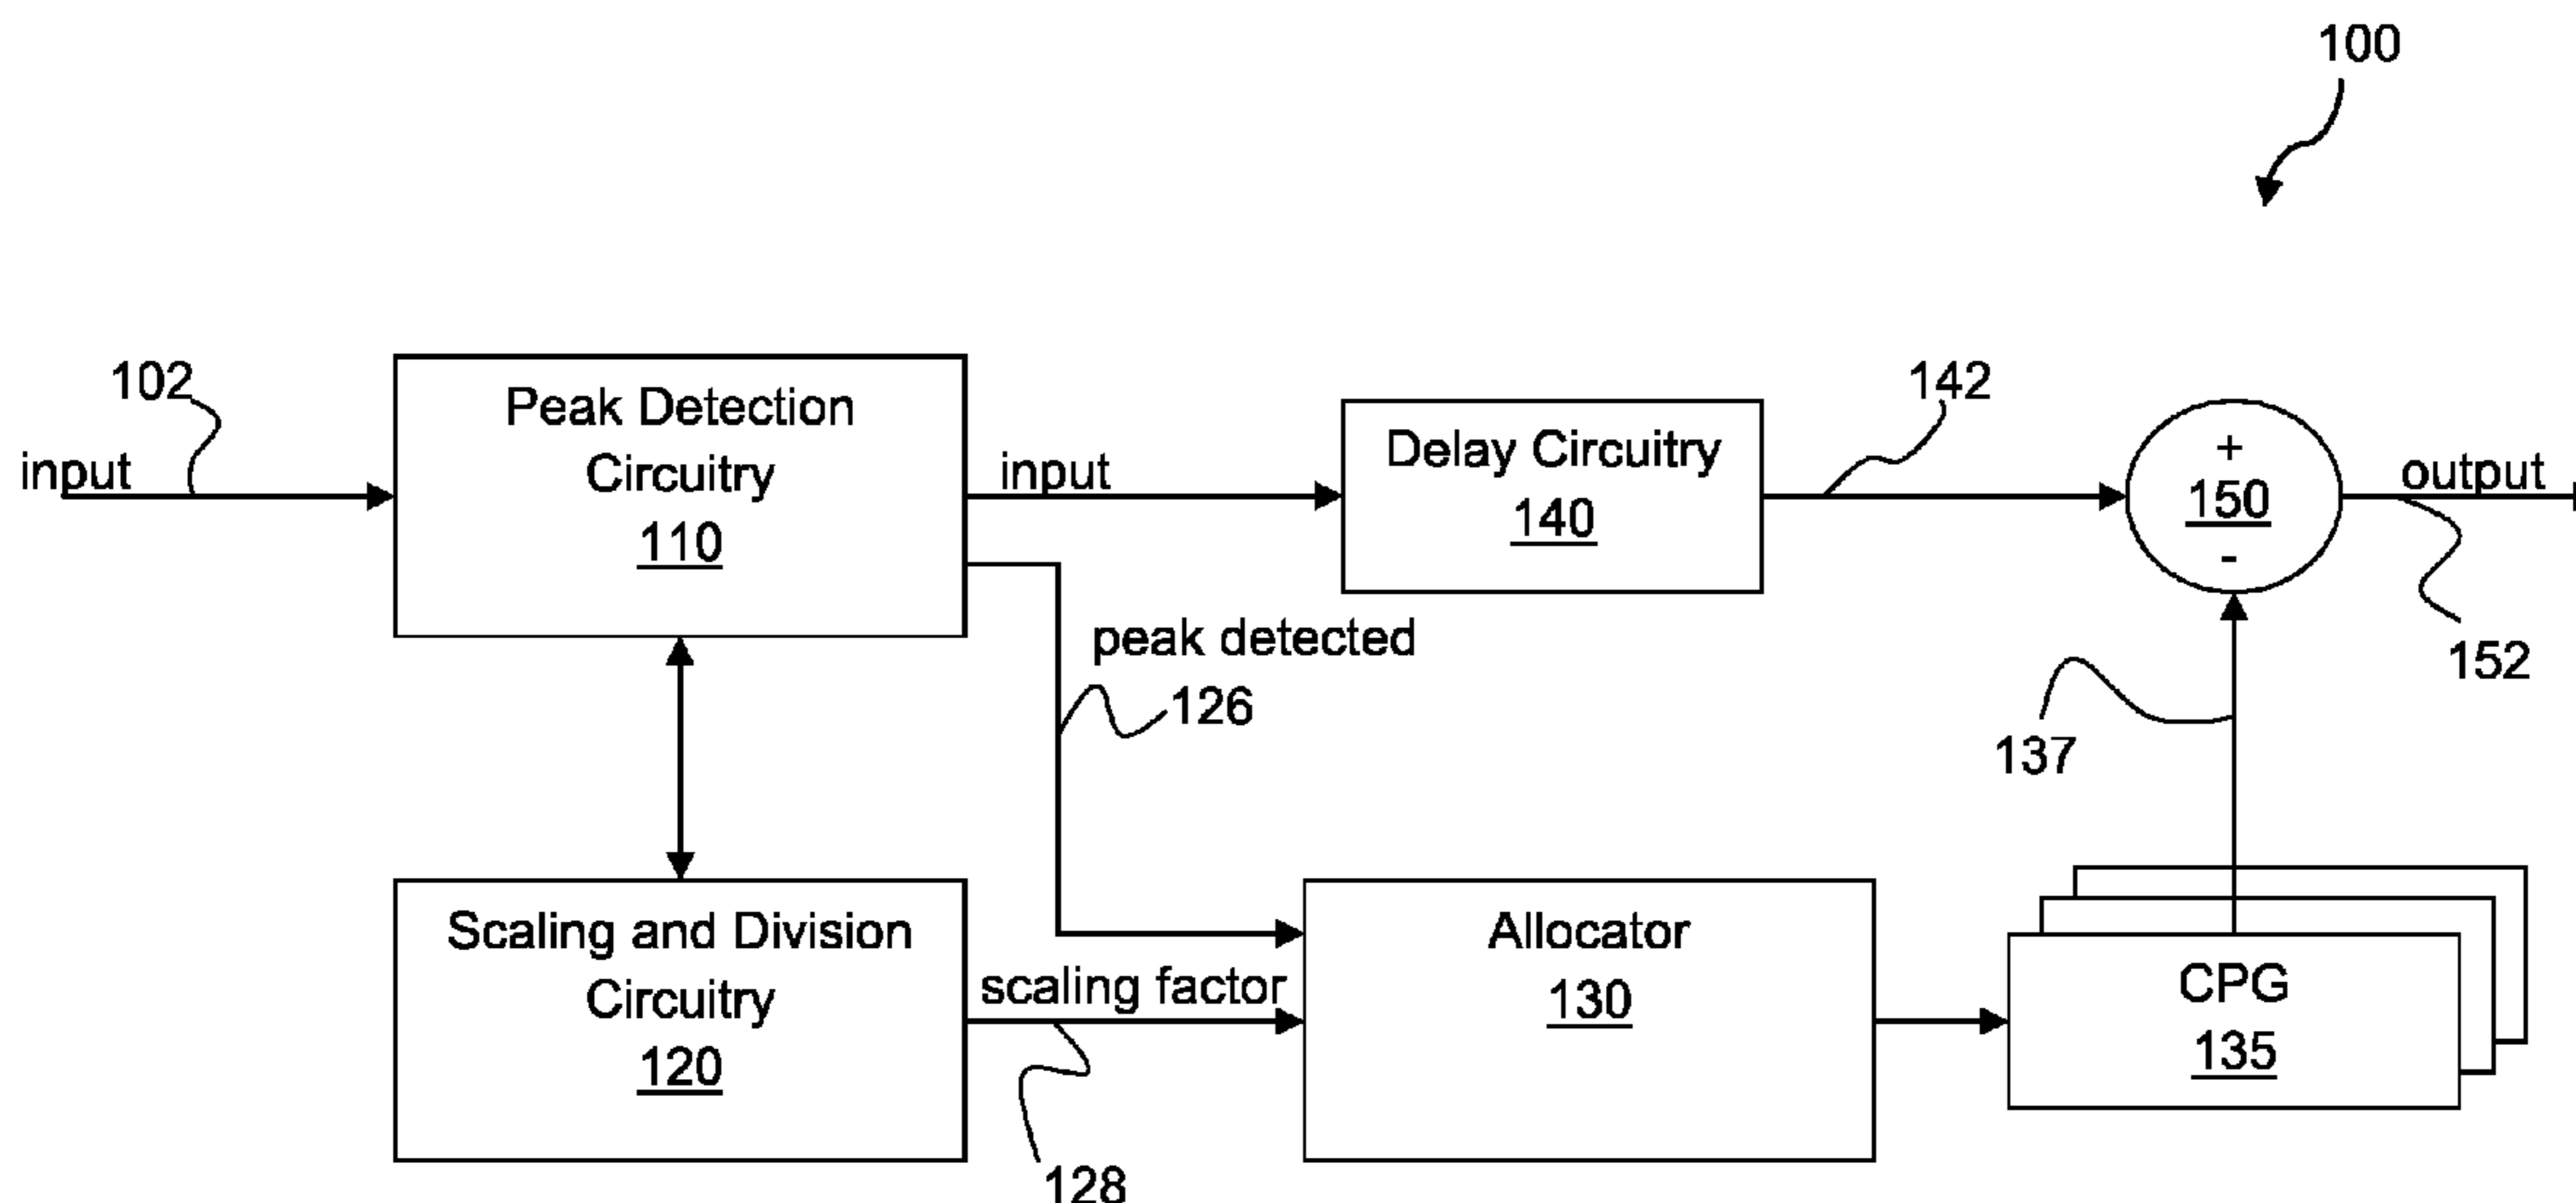 100
102
input
Peak Detection
Circuitry
110
input
Delay Circuitry
140
142
+
150
-
output
152
peak detected
126
137
Scaling and Division
Circuitry
120
scaling factor
128
Allocator
130
CPG
135